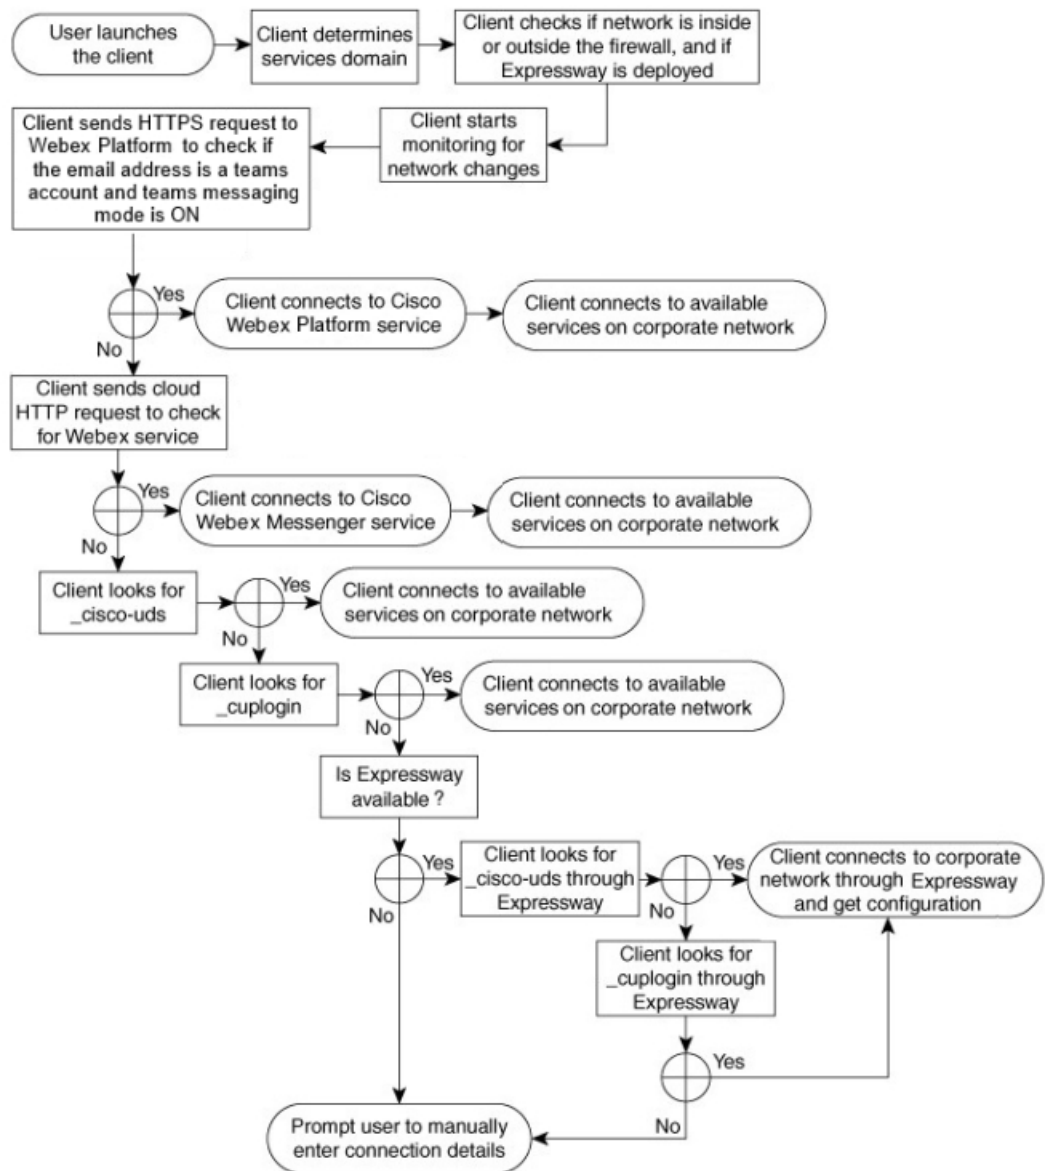 User launches
the client
Client determines
services domain
Client checks if network is inside
or outside the firewall, and if
Expressway is deployed
Client starts
monitoring for
network changes
Client sends HTTPS request to
Webex Platform to check if
the email address is a teams
account and teams messaging
mode is ON
Yes
Client connects to Cisco
Webex Platform service
Client connects to available
services on corporate network
No
Client sends cloud
HTTP request to check
for Webex service
Yes
Client connects to Cisco
Webex Messenger service
Client connects to available
services on corporate network
No
Client looks for
_cisco-uds
Yes
Client connects to available
services on corporate network
No
Client looks for
_cuplogin
Yes
Client connects to available
services on corporate network
No
Is Expressway
available ?
Yes
Client looks for
_cisco-uds through
Expressway
Yes
Client connects to corporate
network through Expressway
and get configuration
No
No
Client looks for
_cuplogin through
Expressway
Yes
No
Prompt user to manually
enter connection details